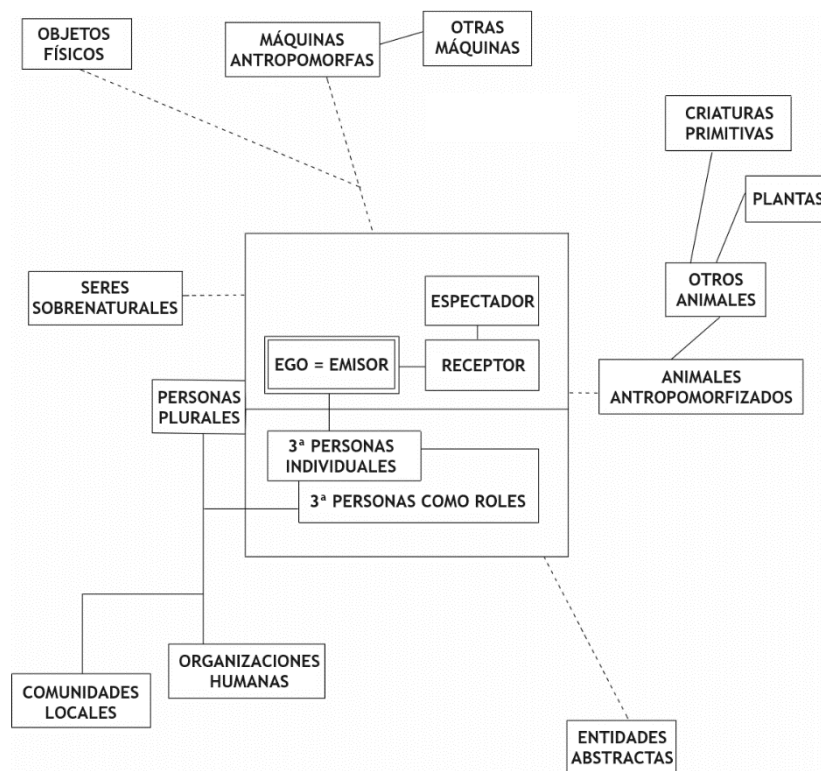 OBJETOS
FÍSICOS
MÁQUINAS
ANTROPOMORFAS
OTRAS
MÁQUINAS
CRIATURAS
PRIMITIVAS
PLANTAS
SERES
SOBRENATURALES
OTROS
ANIMALES
ESPECTADOR
EGO = EMISOR
RECEPTOR
ANIMALES
ANTROPOMORFIZADOS
PERSONAS
PLURALES
3ª PERSONAS
INDIVIDUALES
3ª PERSONAS COMO ROLES
ORGANIZACIONES
HUMANAS
COMUNIDADES
LOCALES
ENTIDADES
ABSTRACTAS